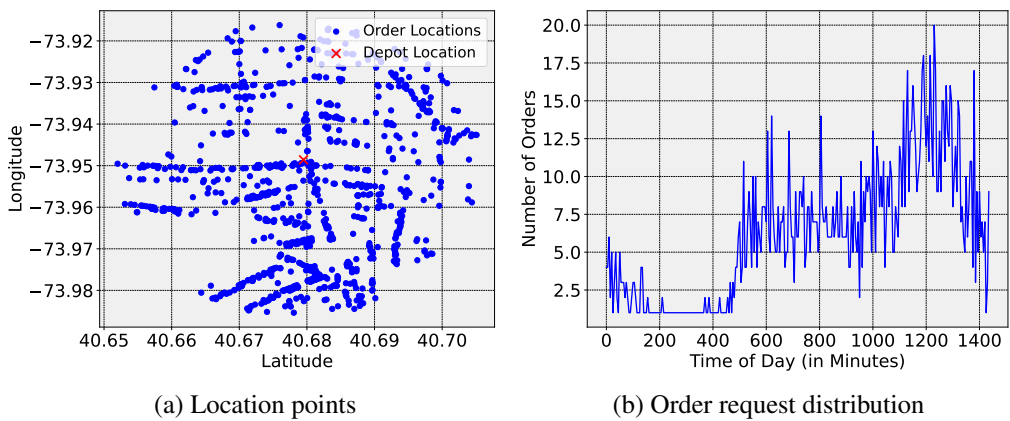 Order Locations
Depot Location
−73.92
−73.93
−73.94
−73.95
−73.96
−73.97
−73.98
Longitude
40.65 40.66 40.67 40.68 40.69 40.70
Latitude
(a) Location points
20.0
17.5
15.0
12.5
10.0
7.5
5.0
2.5
Number of Orders
0 200 400 600 800 1000 1200 1400
Time of Day (in Minutes)
(b) Order request distribution